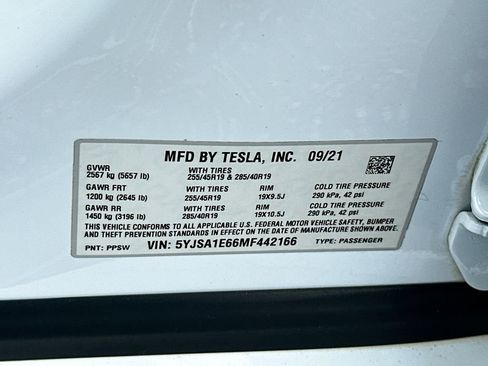 MFD BY TESLA, INC. 09/21
GVWR WITH TIRES
2567 kg (5657 lb) 255/45R19 & 285/40R19
GAWR FRT WITH TIRES RIM COLD TIRE PRESSURE
1200 kg (2645 lb) 255/45R19 19X9.5J 290 kPa, 42 psi
GAWR RR WITH TIRES RIM COLD TIRE PRESSURE
1450 kg (3196 lb) 285/40R19 19X10.5J 290 kPa, 42 psi
THIS VEHICLE CONFORMS TO ALL APPLICABLE U.S. FEDERAL MOTOR VEHICLE SAFETY, BUMPER
AND THEFT PREVENTION STANDARDS IN EFFECT ON THE DATE OF MANUFACTURE SHOWN ABOVE.
PNT: PPSW VIN: 5YJSA1E66MF442166 TYPE: PASSENGER